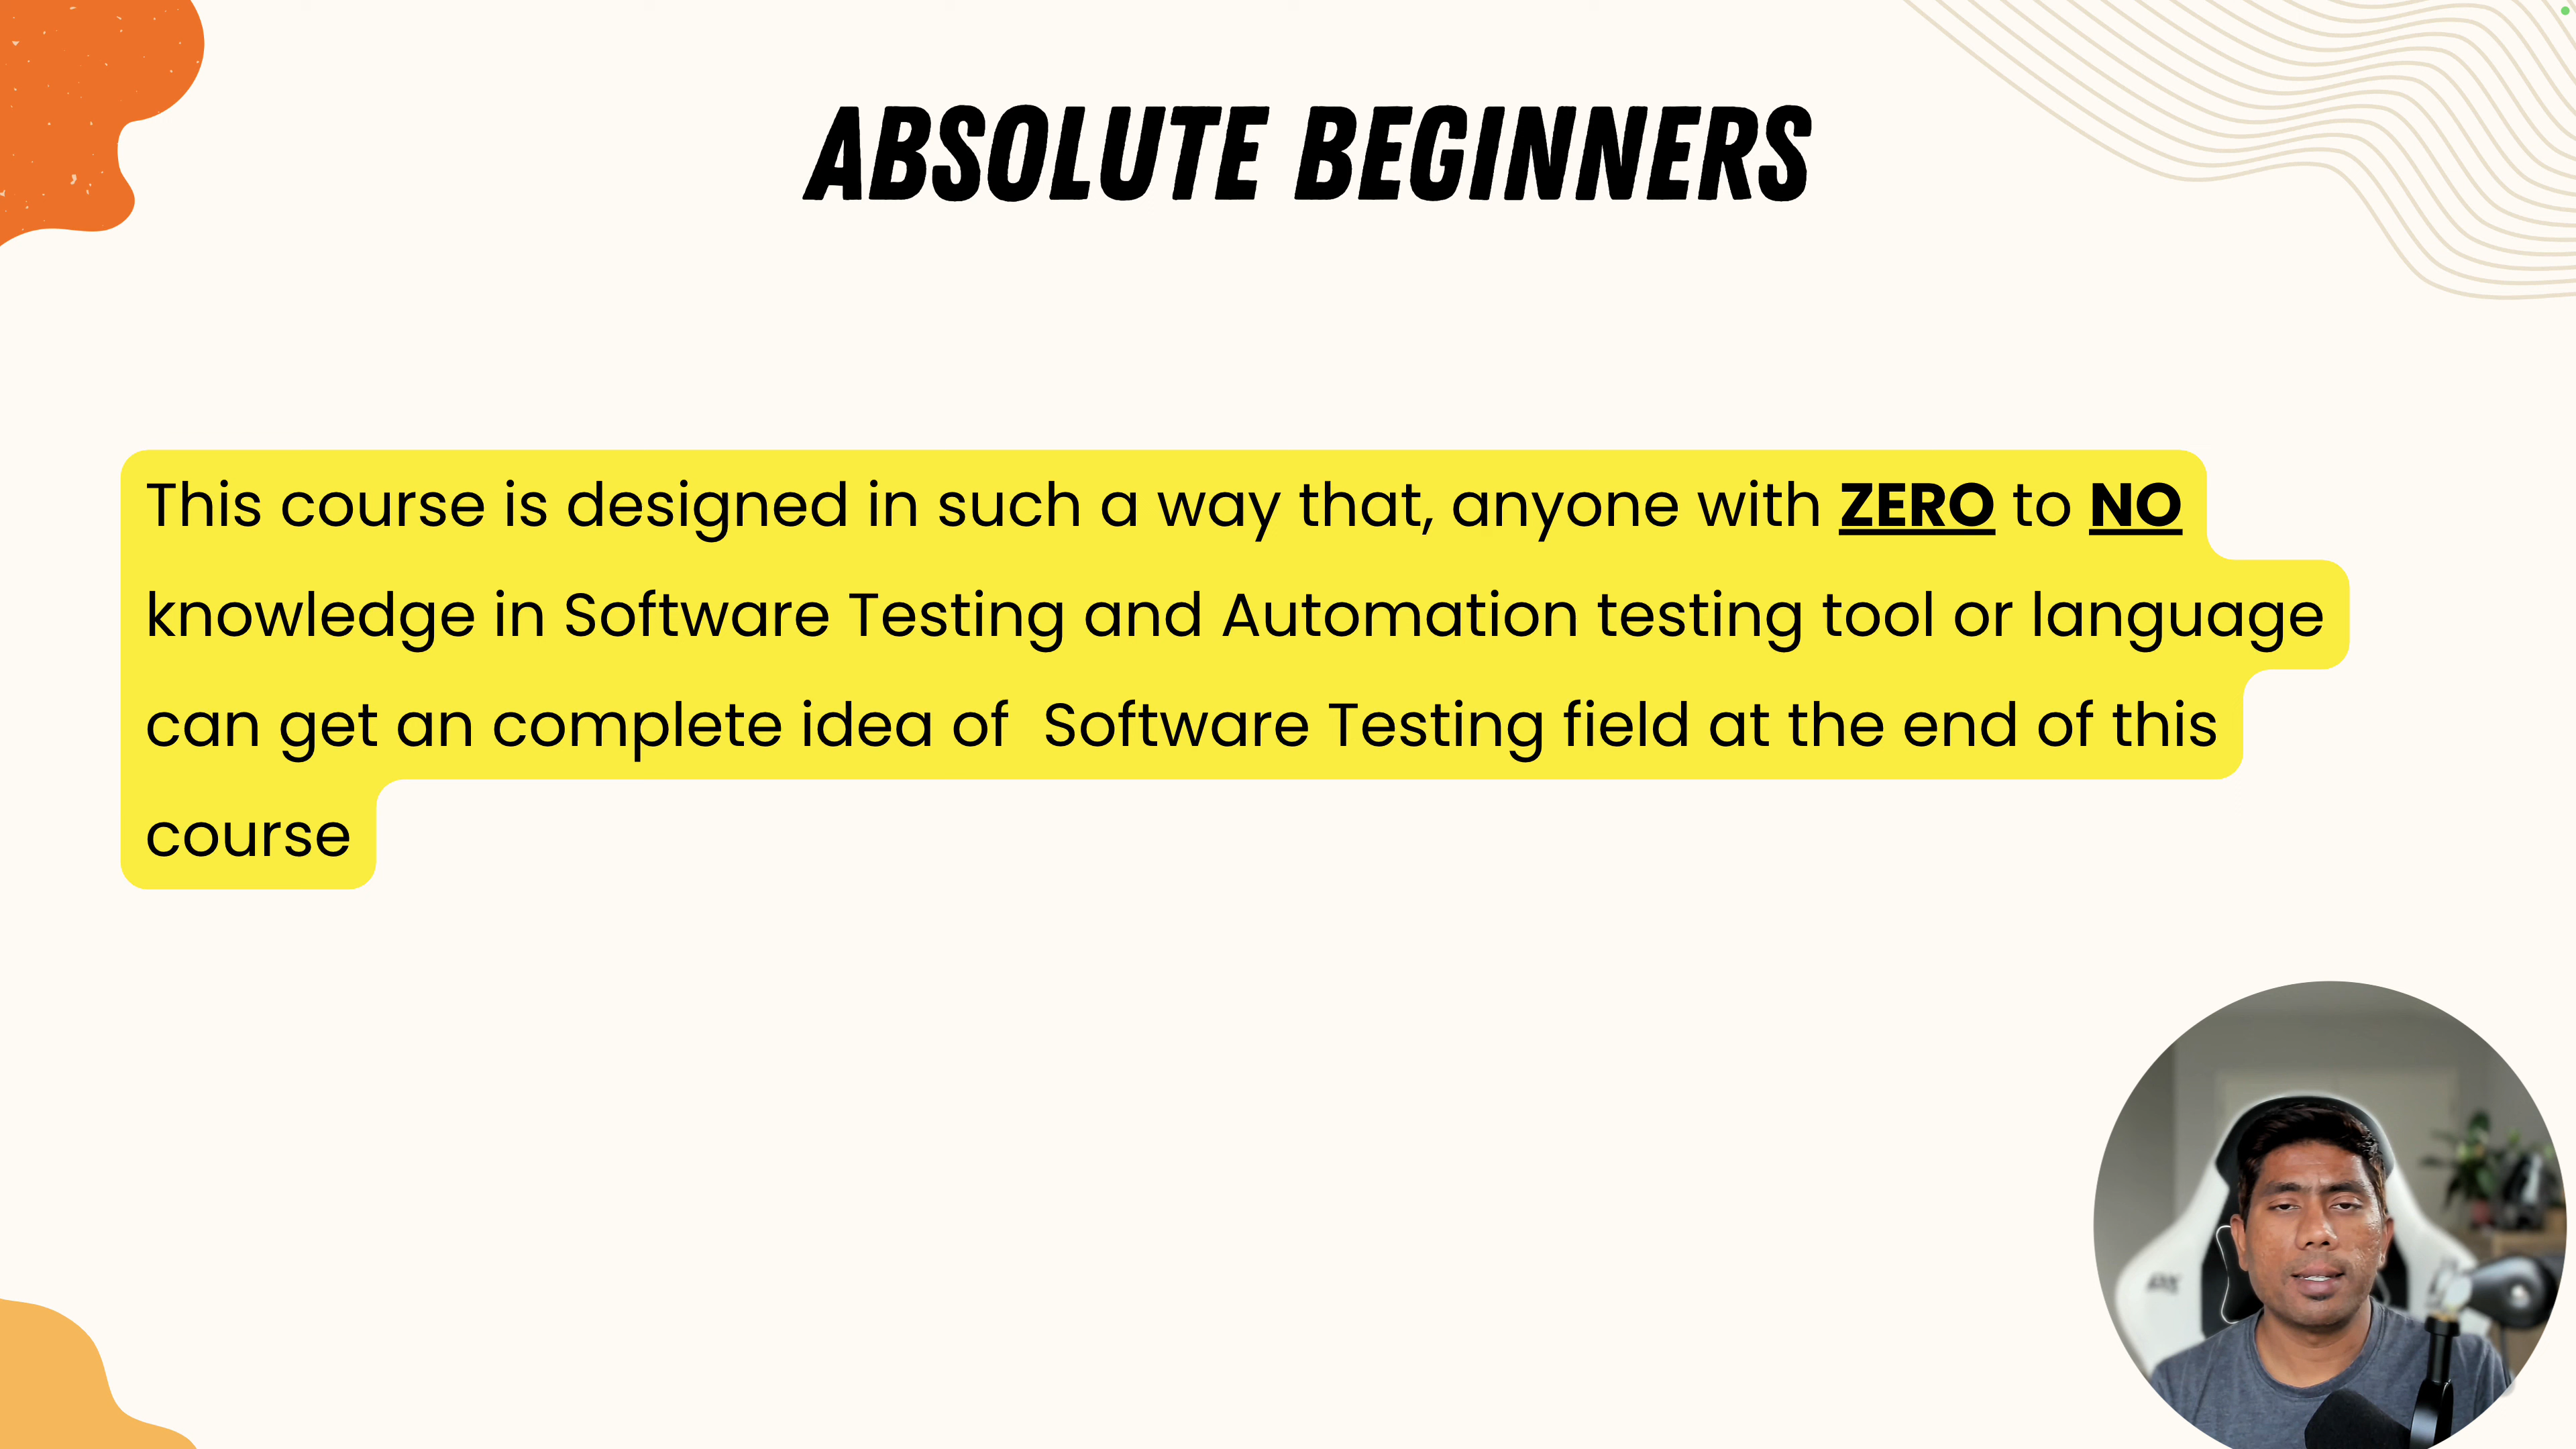 ABSOLUTE BEGINNERS
This course is designed in such a way that, anyone with ZERO to NO
knowledge in Software Testing and Automation testing tool or language
can get an complete idea of  Software Testing field at the end of this
course